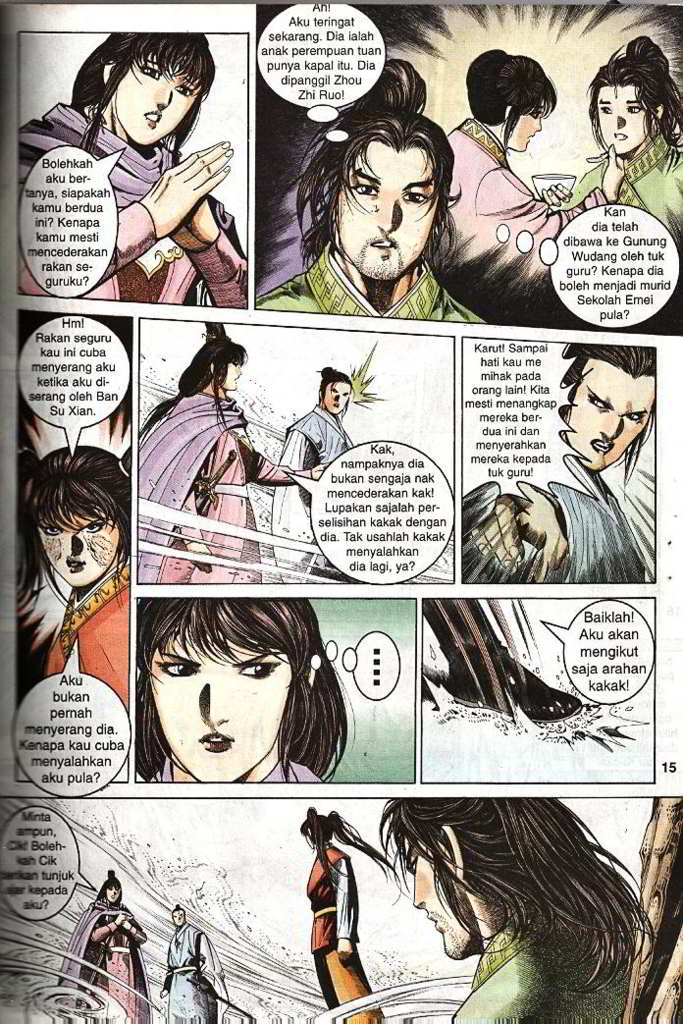 Bolehkah
aku ber-
tanya, siapakah
kamu berdua
ini? Kenapa
kamu mesti
mencederakan
rakan se-
guruku?
Ah!
Aku teringat
sekarang. Dia ialah
anak perempuan tuan
punya kapal itu. Dia
dipanggil Zhou
Zhi Ruo!
Kan
dia telah
dibawa ke Gunung
Wudang oleh tuk
guru? Kenapa dia
boleh menjadi murid
Sekolah Emei
pula?
Hm!
Rakan seguru
kau ini cuba
menyerang aku
ketika aku di-
serang oleh Ban
Su Xian.
Aku
bukan
pernah
menyerang dia.
Kenapa kau cuba
menyalahkan
aku pula?
Kak,
nampaknya dia
bukan sengaja nak
mencederakan kak!
Lupakan sajalah per-
selisihan kakak dengan
dia. Tak usahlah kakak
menyalahkan
dia lagi, ya?
Karut! Sampai
hati kau me
mihak pada
orang lain! Kita
mesti menangkap
mereka ber-
dua ini dan
menyerahkan
mereka kepada
tuk guru!
Baiklah!
Aku akan
mengikut
saja arahan
kakak!
15
Minta
ampun,
Cik! Boleh-
kah Cik
tunjuk
kepada
aku?